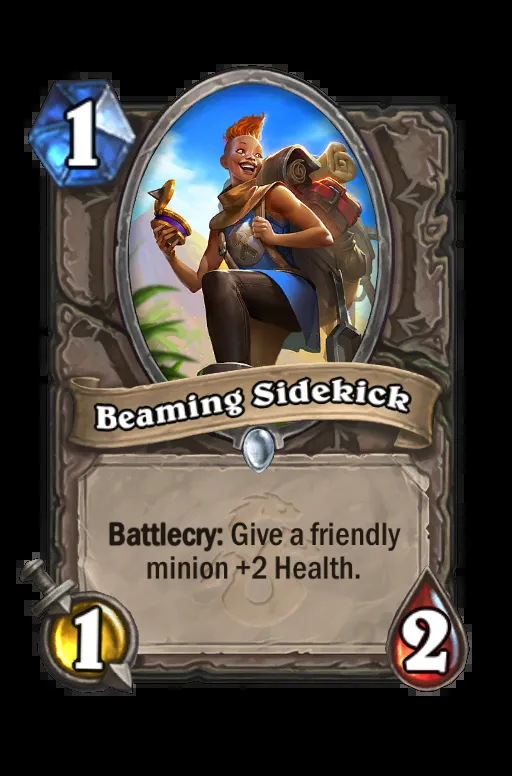 1
Beaming Sidekick
Battlecry: Give a friendly
minion +2 Health.
1
2